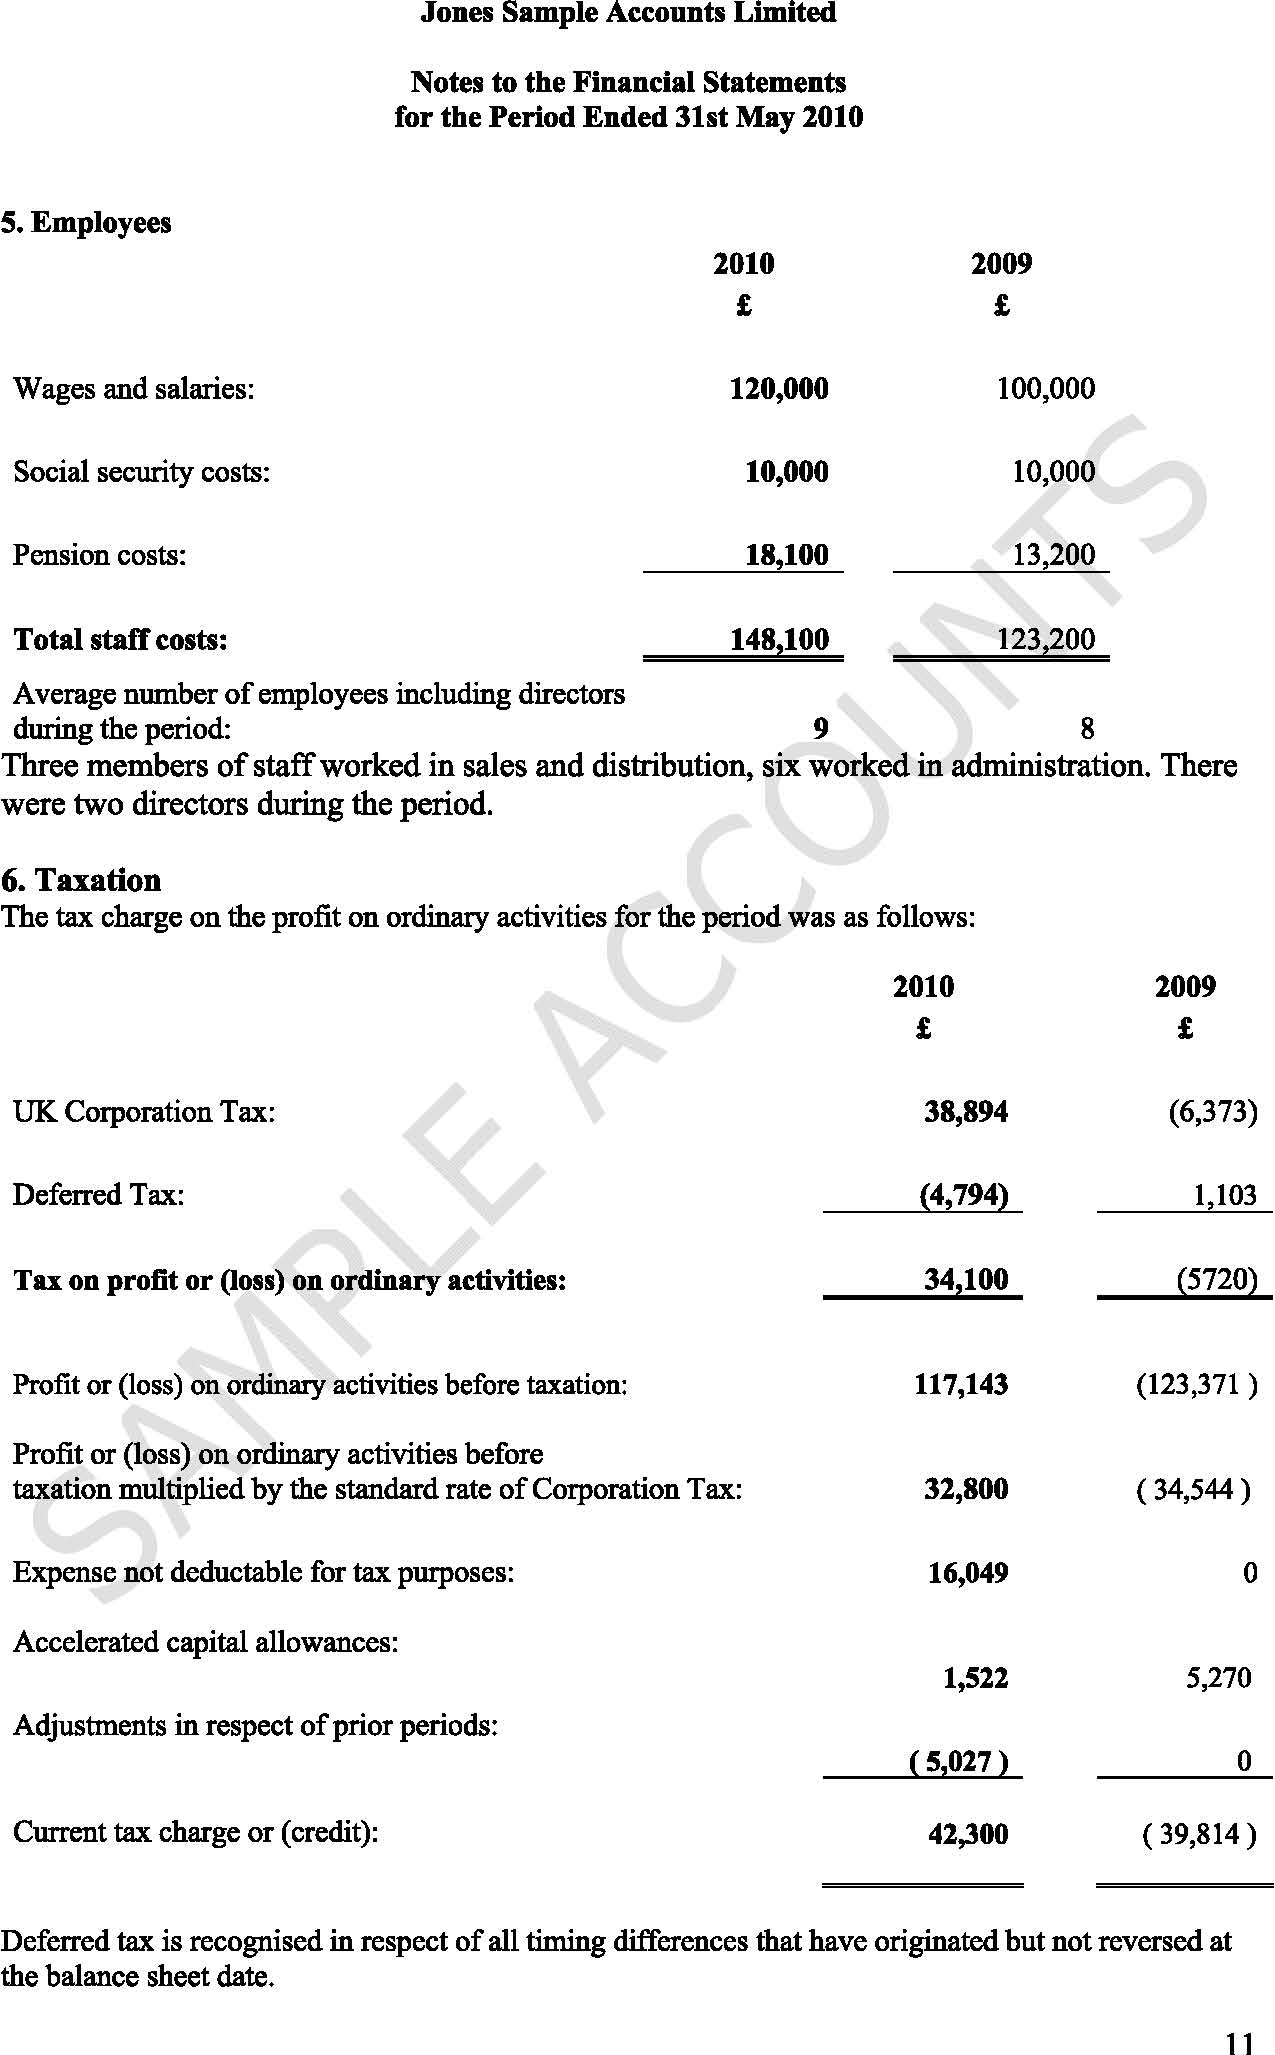 Jones Sample Accounts Limited
Notes to the Financial Statements
for the Period Ended 31st May 2010
5. Employees
2010 2009
£ £
Wages and salaries: 120,000 100,000
Social security costs: 10,000 10,000
Pension costs: 18,100 13,200
Total staff costs: 148,100 123,200
Average number of employees including directors
during the period: 9 8
Three members of staff worked in sales and distribution, six worked in administration. There
were two directors during the period.
6. Taxation
The tax charge on the profit on ordinary activities for the period was as follows:
2010 2009
£ £
UK Corporation Tax: 38,894 (6,373)
Deferred Tax: (4,794) 1,103
Tax on profit or (loss) on ordinary activities: 34,100 (5720)
Profit or (loss) on ordinary activities before taxation: 117,143 (123,371 )
Profit or (loss) on ordinary activities before
taxation multiplied by the standard rate of Corporation Tax: 32,800 ( 34,544 )
Expense not deductable for tax purposes: 16,049 0
Accelerated capital allowances:
1,522 5,270
Adjustments in respect of prior periods:
( 5,027 ) 0
Current tax charge or (credit): 42,300 ( 39,814 )
Deferred tax is recognised in respect of all timing differences that have originated but not reversed at
the balance sheet date.
11
SAMPLE ACCOUNTS